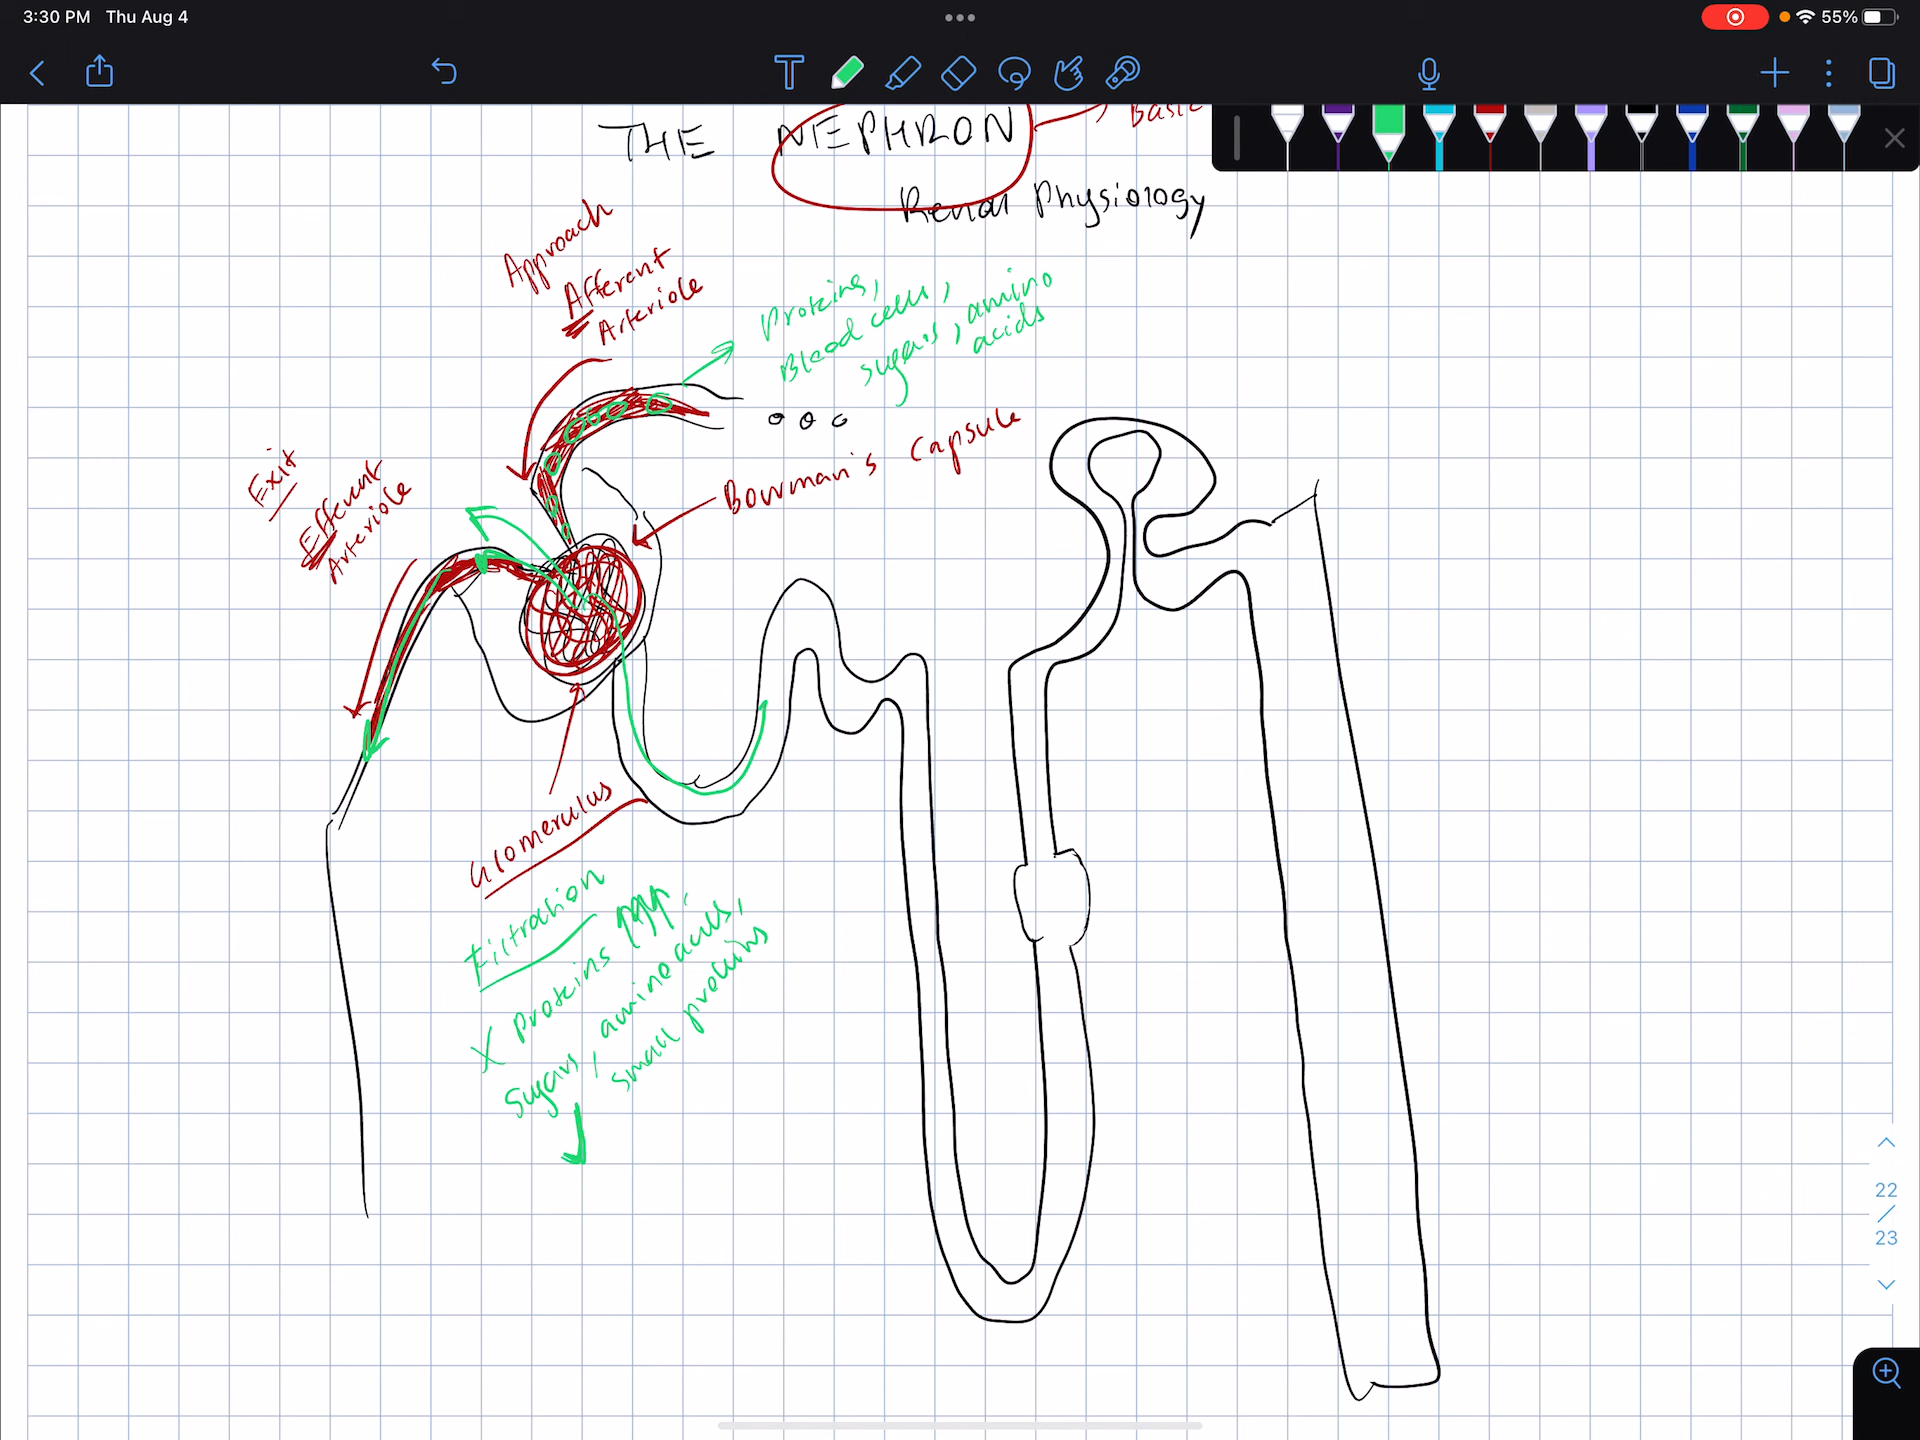 3:30 PM Thu Aug 4
55%
THE NEPHRON
Basic
Renal Physiology
Approach
Afferent
Arteriole
Proteins,
Blood cells,
sugars, amino
acids
Exit
Efferent
Arteriole
Bowman's Capsule
Glomerulus
Filtration
X proteins
sugars, amino acids,
small proteins
22
/
23